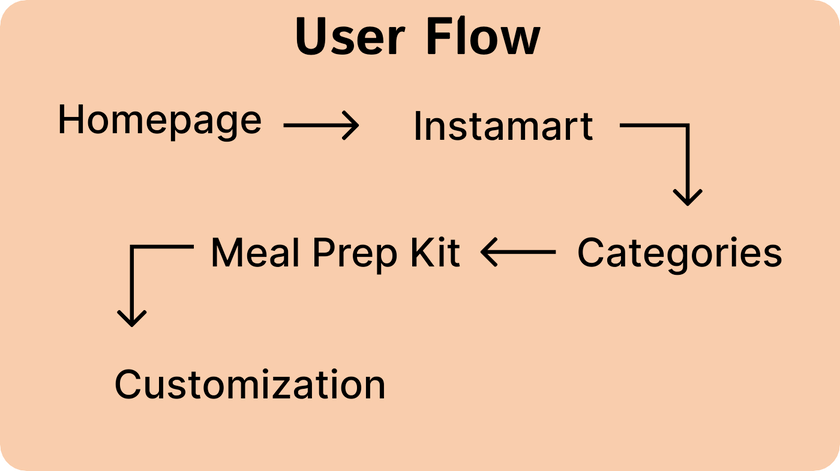 User Flow
Homepage
Instamart
Categories
Meal Prep Kit
Customization